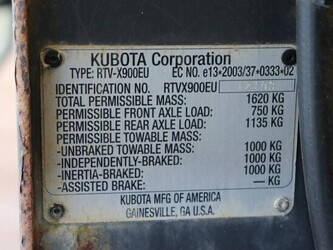 KUBOTA Corporation
TYPE: RTV-X900EU EC NO. e13*2003/37*0333*02
IDENTIFICATION NO. RTVX900EU
TOTAL PERMISSIBLE MASS: 1620 KG
PERMISSIBLE FRONT AXLE LOAD: 750 KG
PERMISSIBLE REAR AXLE LOAD: 1135 KG
PERMISSIBLE TOWABLE MASS:
-UNBRAKED TOWABLE MASS: 1000 KG
-INDEPENDENTLY-BRAKED: 1000 KG
-INERTIA-BRAKED: 1000 KG
-ASSISTED BRAKE: — KG
KUBOTA MFG OF AMERICA
GAINESVILLE, GA U.S.A.